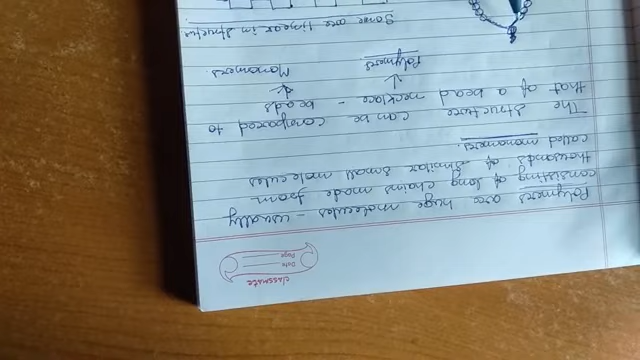 classmate
Date
Page
Polymers are huge molecules - usually
consisting of long chains made from
thousands of similar small molecules
called monomers.
The structure can be compared to
that of a bead necklace - beads
Polymers Monomers
Some are linear in structure